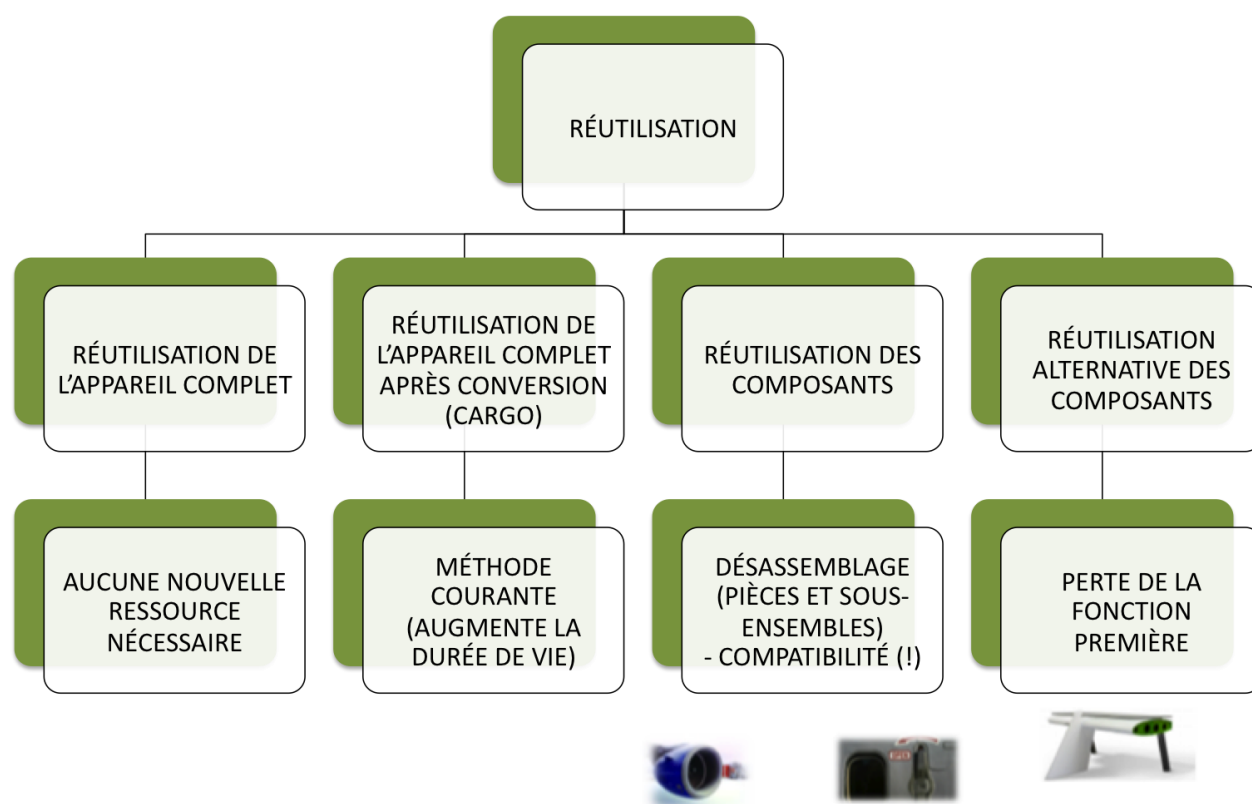 RÉUTILISATION
RÉUTILISATION DE
L’APPAREIL COMPLET
RÉUTILISATION DE
L’APPAREIL COMPLET
APRÈS CONVERSION
(CARGO)
RÉUTILISATION DES
COMPOSANTS
RÉUTILISATION
ALTERNATIVE DES
COMPOSANTS
AUCUNE NOUVELLE
RESSOURCE
NÉCESSAIRE
MÉTHODE
COURANTE
(AUGMENTE LA
DURÉE DE VIE)
DÉSASSEMBLAGE
(PIÈCES ET SOUS-
ENSEMBLES)
- COMPATIBILITÉ (!)
PERTE DE LA
FONCTION
PREMIÈRE
OPEN